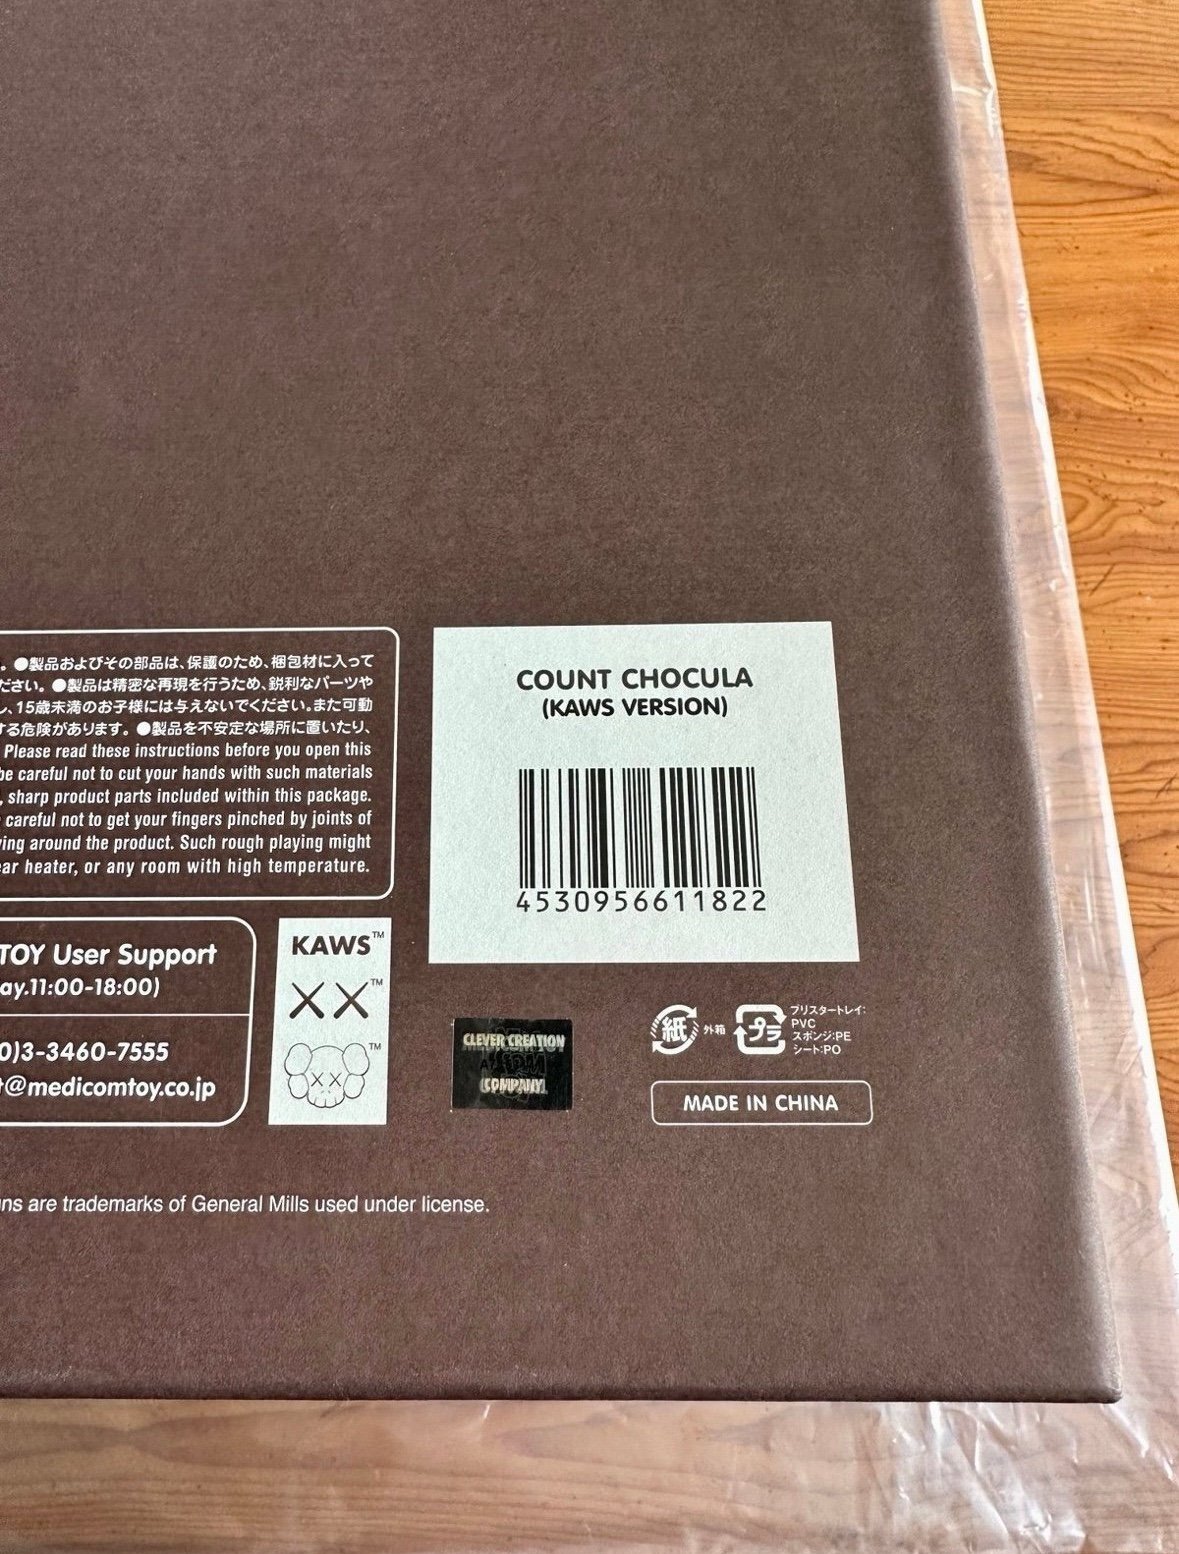 。●製品およびその部品は、保護のため、梱包材に入って
ださい。●製品は精密な再現を行うため、鋭利なパーツや
し、15歳未満のお子様には与えないでください。また可動
する危険があります。●製品を不安定な場所に置いたり、
Please read these instructions before you open this
be careful not to cut your hands with such materials
, sharp product parts included within this package.
careful not to get your fingers pinched by joints of
ying around the product. Such rough playing might
ear heater, or any room with high temperature.
COUNT CHOCULA
(KAWS VERSION)
4530956611822
TOY User Support
ay.11:00-18:00)
0)3-3460-7555
t@medicomtoy.co.jp
KAWS™
XX™
™
CLEVER CREATION
COMPANY
紙 外箱
プラ
ブリスタートレイ:
PVC
スポンジ:PE
シート:PO
MADE IN CHINA
gns are trademarks of General Mills used under license.